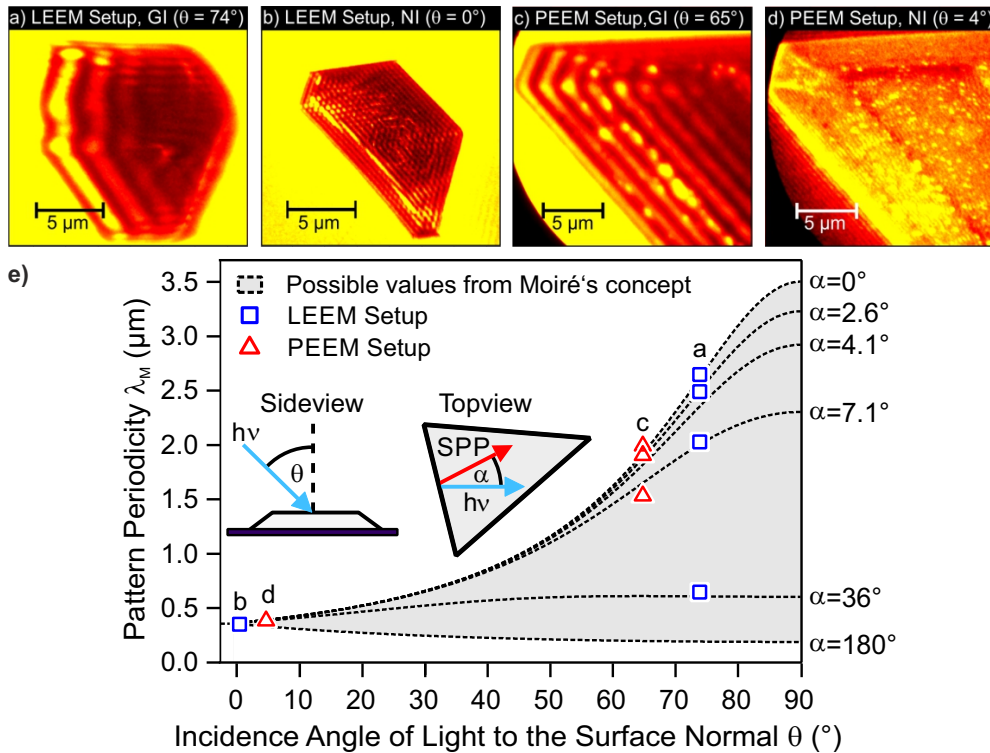 a) LEEM Setup, GI (θ = 74°)
b) LEEM Setup, NI (θ = 0°)
c) PEEM Setup,GI (θ = 65°)
d) PEEM Setup, NI (θ = 4°)
5 µm
5 µm
5 µm
5 µm
e)
Pattern Periodicity λM (µm)
3.5
3.0
2.5
2.0
1.5
1.0
0.5
0.0
Possible values from Moiré‘s concept
LEEM Setup
PEEM Setup
Sideview
hν
θ
Topview
SPP
α
hν
a
c
b
d
α=0°
α=2.6°
α=4.1°
α=7.1°
α=36°
α=180°
0 10 20 30 40 50 60 70 80 90
Incidence Angle of Light to the Surface Normal θ (°)